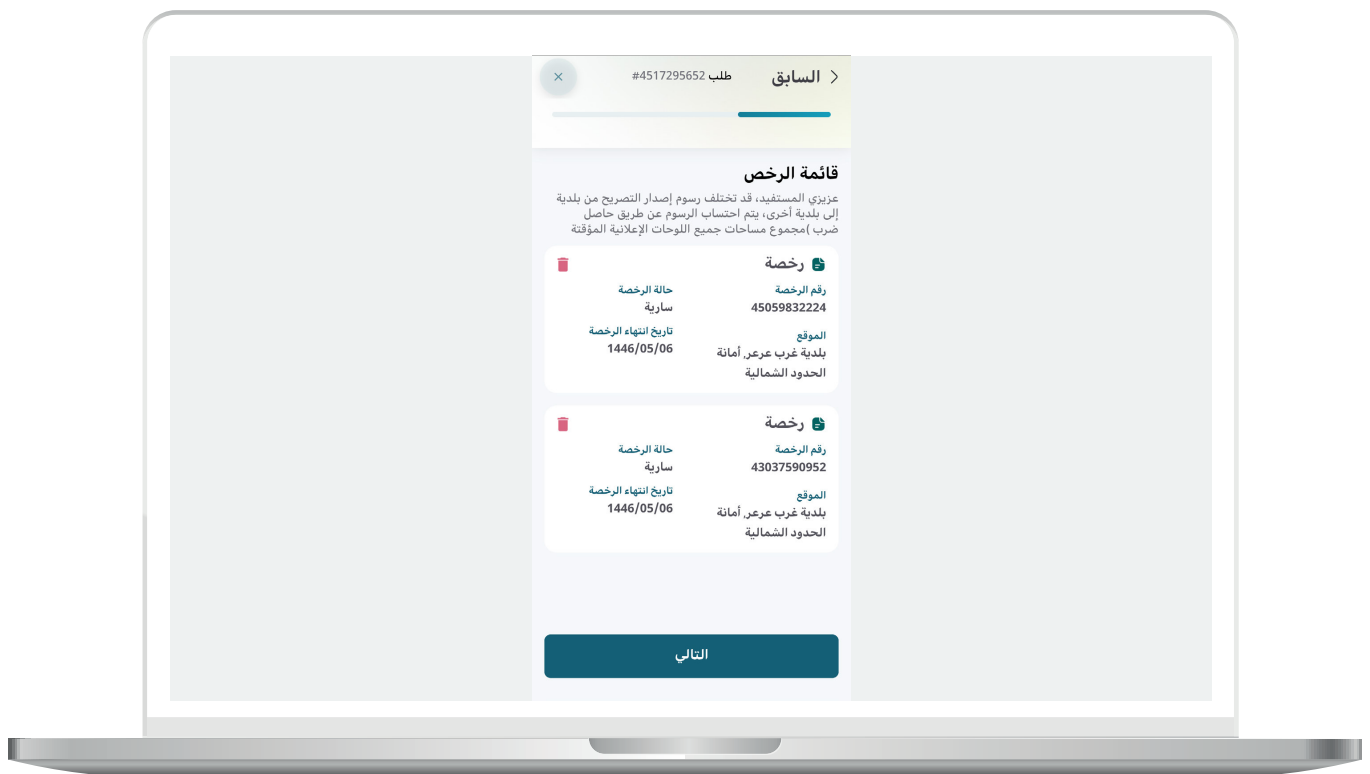 السابق
طلب 4517295652#
قائمة الرخص
عزيزي المستفيد، قد تختلف رسوم إصدار التصريح من بلدية
إلى بلدية أخرى، يتم احتساب الرسوم عن طريق حاصل
ضرب )مجموع مساحات جميع اللوحات الإعلانية المؤقتة
رخصة
رقم الرخصة
45059832224
حالة الرخصة
سارية
الموقع
بلدية غرب عرعر, أمانة
الحدود الشمالية
تاريخ انتهاء الرخصة
1446/05/06
رخصة
رقم الرخصة
43037590952
حالة الرخصة
سارية
الموقع
بلدية غرب عرعر, أمانة
الحدود الشمالية
تاريخ انتهاء الرخصة
1446/05/06
التالي